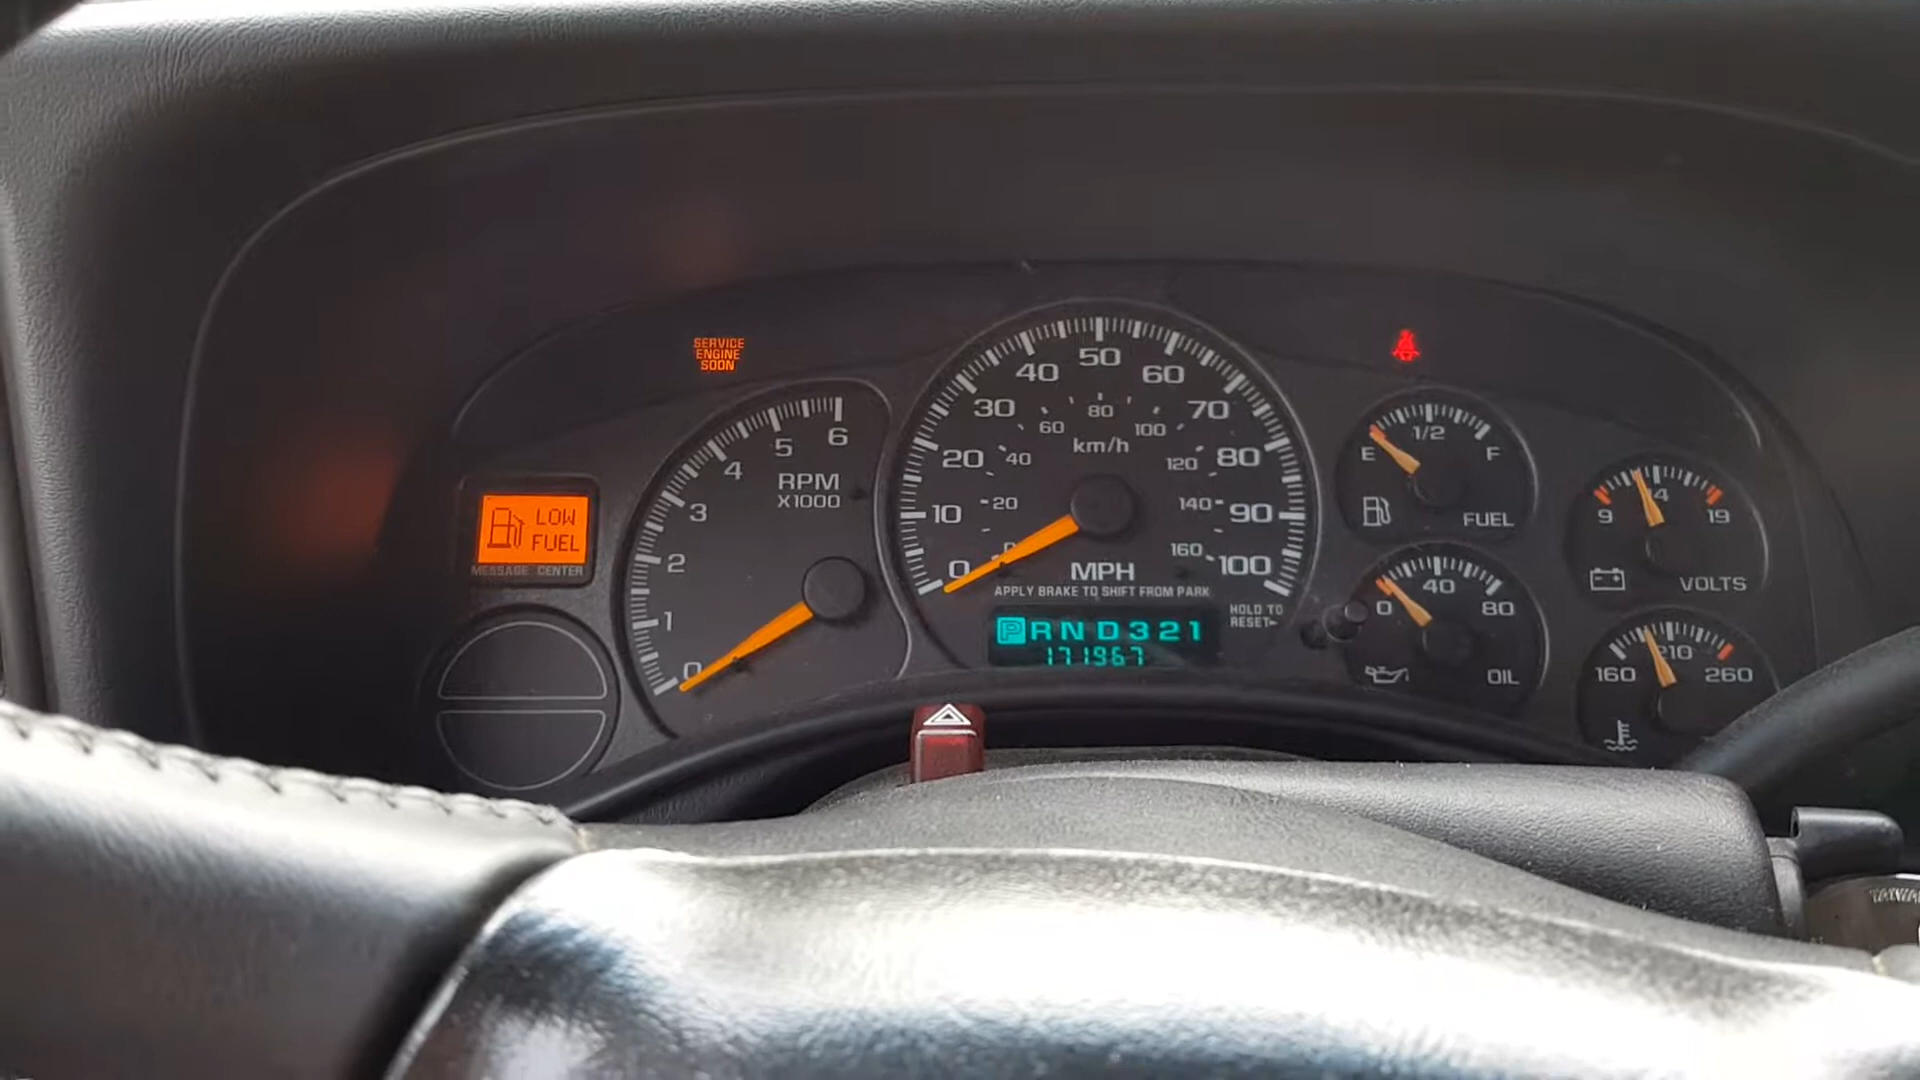 SERVICE
ENGINE
SOON
LOW
FUEL
MESSAGE CENTER
0
1
2
3
4
5
6
RPM
X1000
0
10
20
30
40
50
60
70
80
90
100
0
20
40
60
80
100
120
140
160
km/h
MPH
APPLY BRAKE TO SHIFT FROM PARK
PRND321
171967
HOLD TO
RESET
E
1/2
F
FUEL
0
40
80
OIL
9
14
19
VOLTS
160
210
260